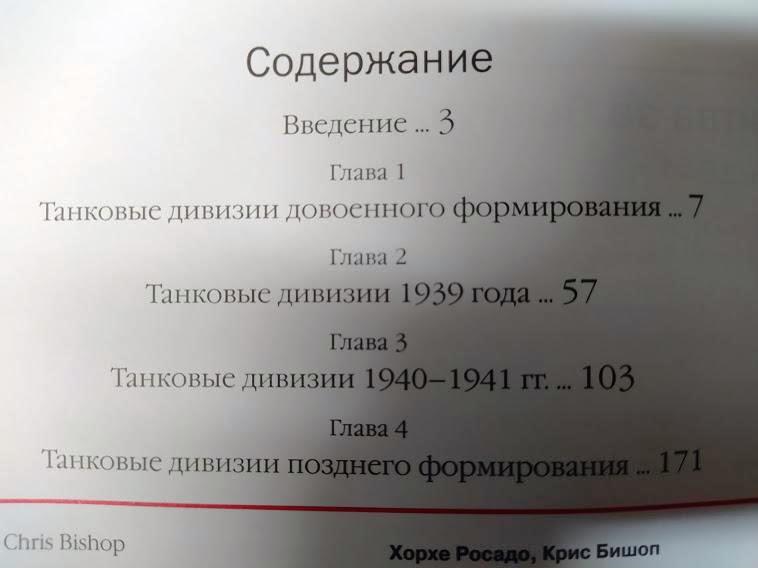 Содержание
Введение ... 3
Глава 1
Танковые дивизии довоенного формирования ... 7
Глава 2
Танковые дивизии 1939 года ... 57
Глава 3
Танковые дивизии 1940–1941 гг. ... 103
Глава 4
Танковые дивизии позднего формирования ... 171
Chris Bishop
Хорхе Росадо, Крис Бишоп